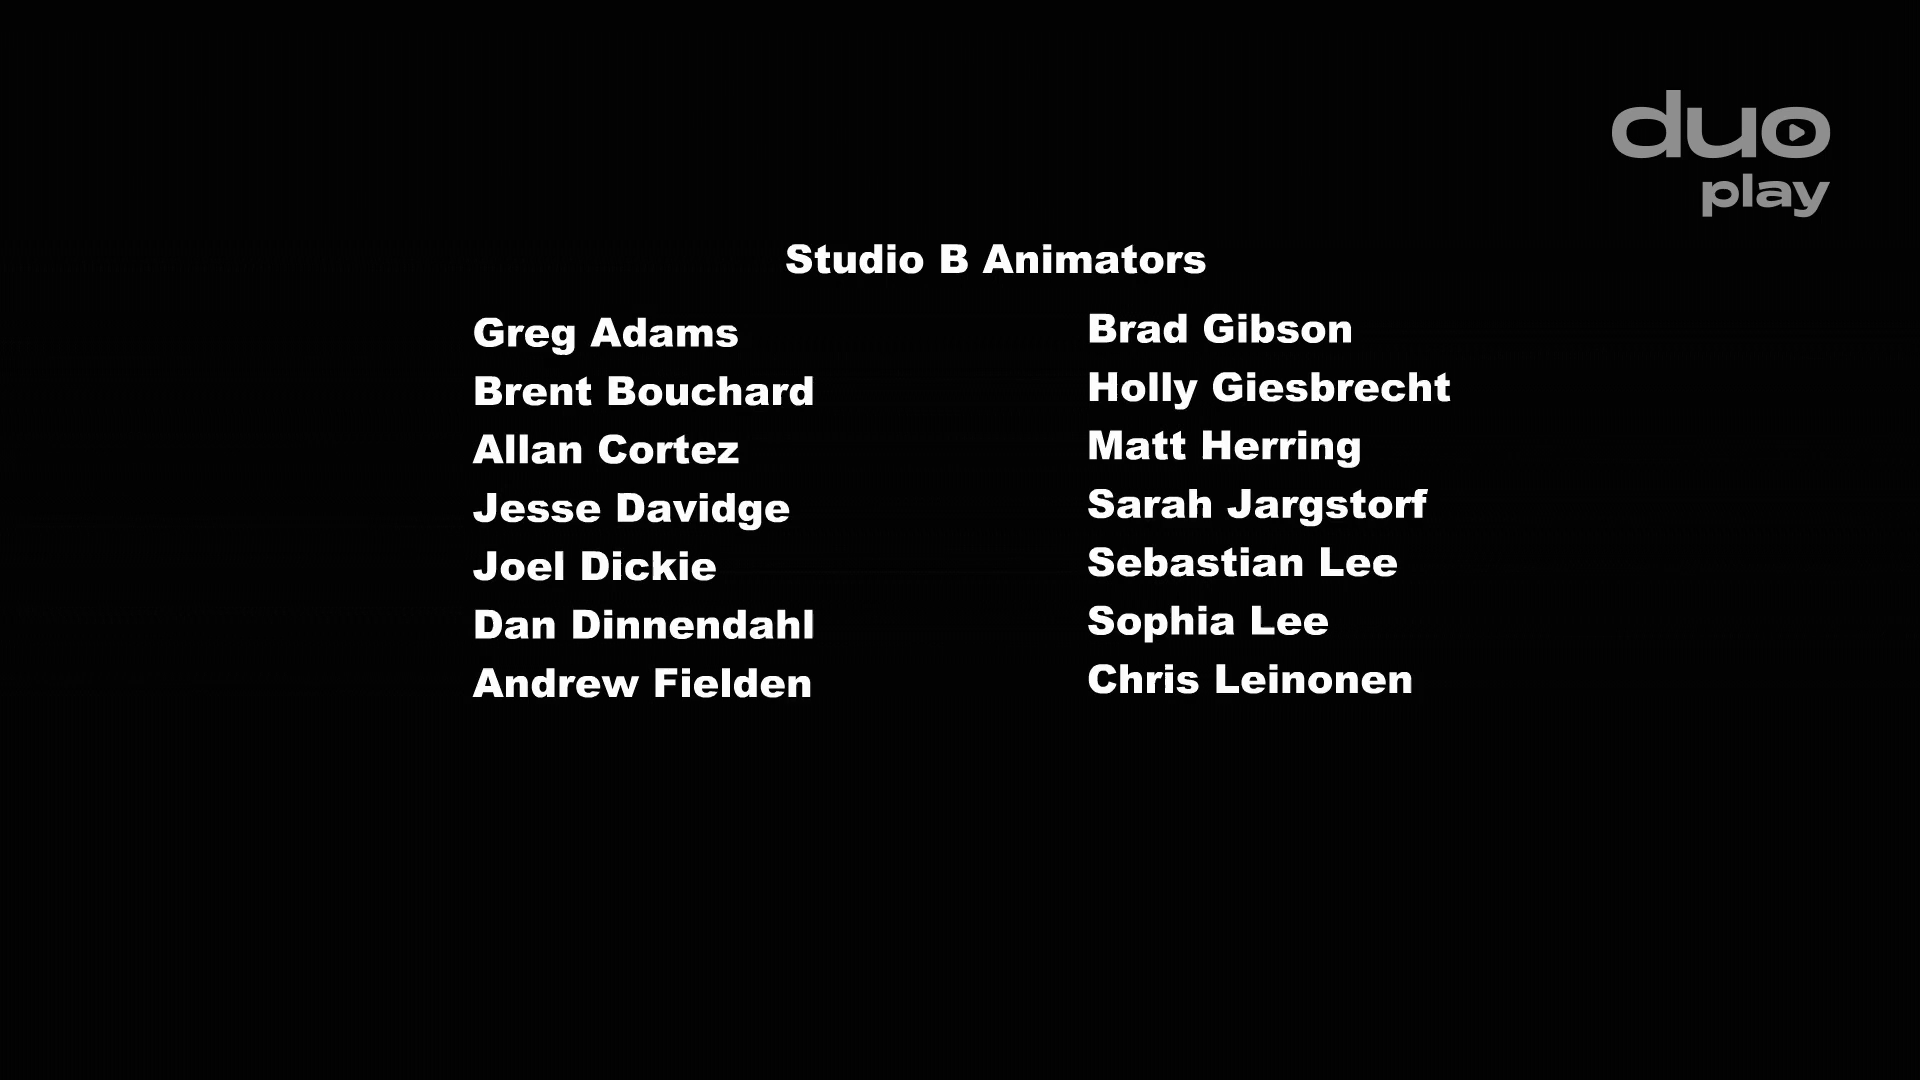 duo
play
Studio B Animators
Greg Adams
Brent Bouchard
Allan Cortez
Jesse Davidge
Joel Dickie
Dan Dinnendahl
Andrew Fielden
Brad Gibson
Holly Giesbrecht
Matt Herring
Sarah Jargstorf
Sebastian Lee
Sophia Lee
Chris Leinonen